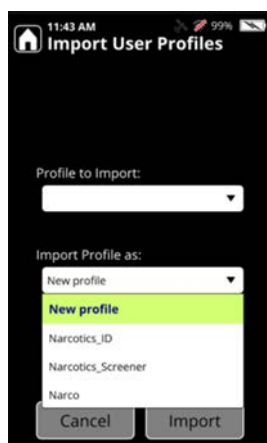 11:43 AM
99%
Import User Profiles
Profile to Import:
Import Profile as:
New profile
New profile
Narcotics_ID
Narcotics_Screener
Narco
Cancel
Import